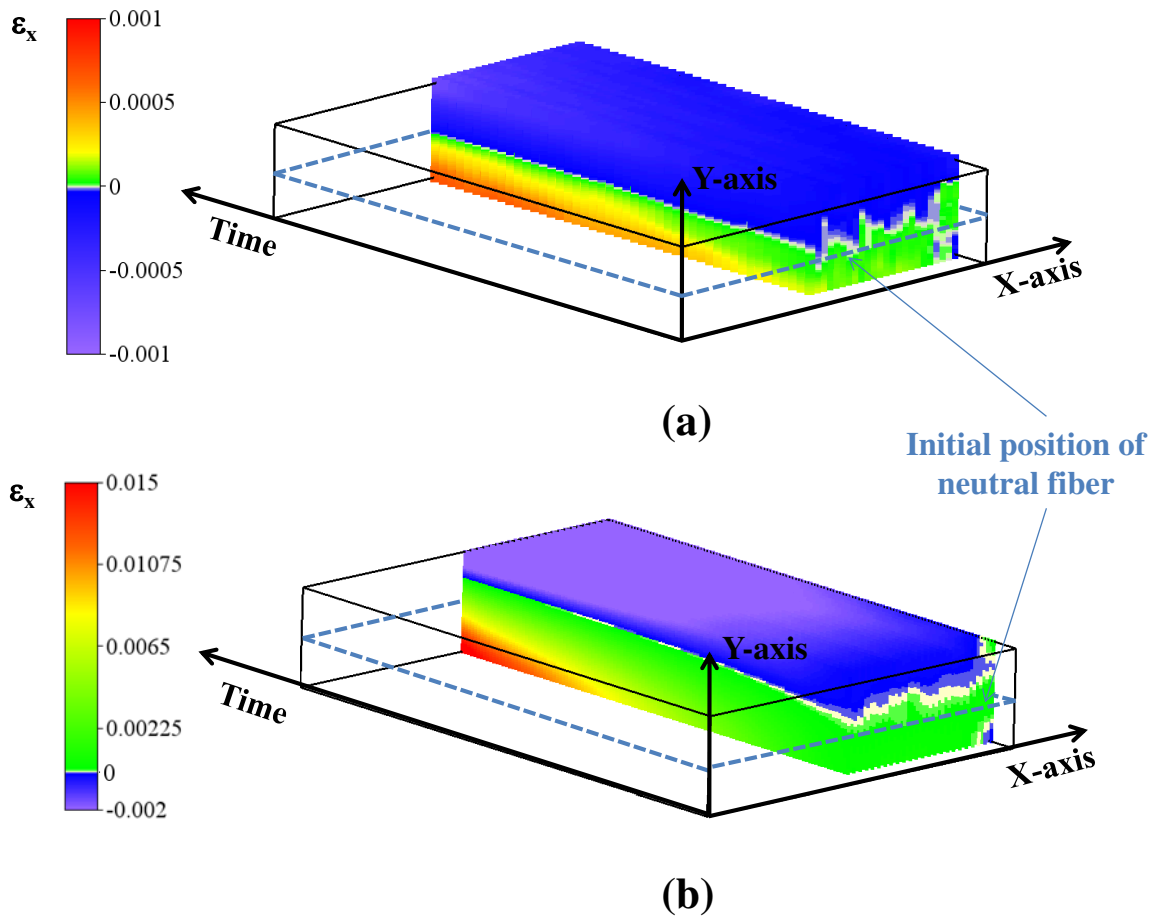 εx
0.001
0.0005
0
-0.0005
-0.001
Y-axis
Time
X-axis
(a)
Initial position of
neutral fiber
εx
0.015
0.01075
0.0065
0.00225
0
-0.002
Y-axis
Time
X-axis
(b)